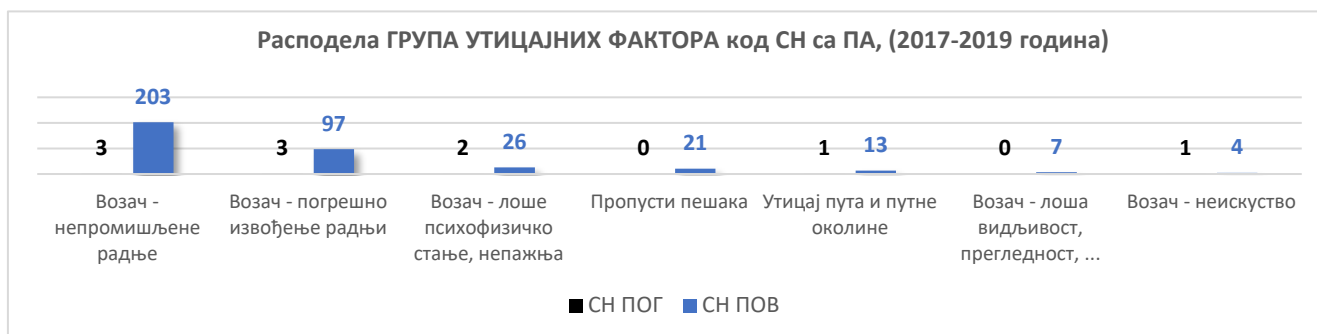 Расподела ГРУПА УТИЦАЈНИХ ФАКТОРА код СН са ПА, (2017-2019 година)
3 203 3 97 2 26 0 21 1 13 0 7 1 4
Возач - непромишљене радње
Возач - погрешно извођење радњи
Возач - лоше психофизичко стање, непажња
Пропусти пешака
Утицај пута и путне околине
Возач - лоша видљивост, прегледност, ...
Возач - неискуство
СН ПОГ СН ПОВ